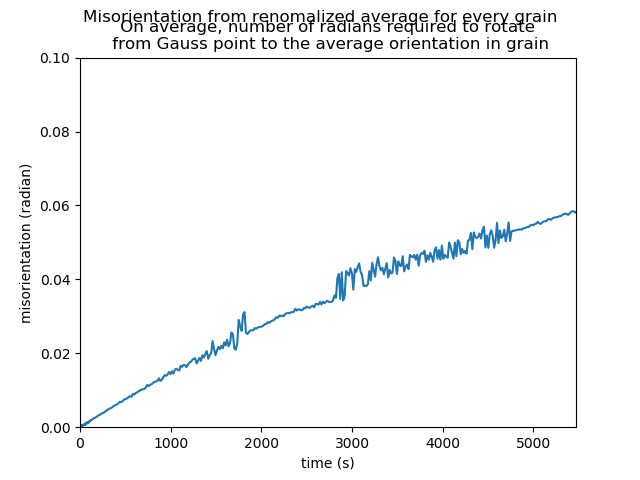 Misorientation from renomalized average for every grain
On average, number of radians required to rotate
from Gauss point to the average orientation in grain
0.10
0.08
0.06
0.04
0.02
0.00
misorientation (radian)
0 1000 2000 3000 4000 5000
time (s)